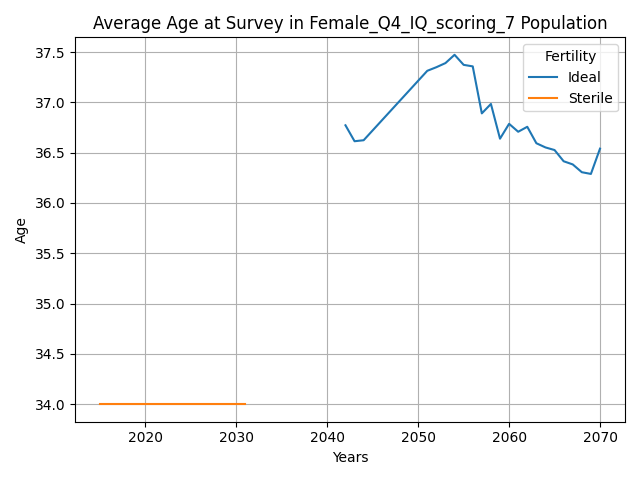 Average Age at Survey in Female_Q4_IQ_scoring_7 Population
Fertility
Ideal
Sterile
Age
37.5
37.0
36.5
36.0
35.5
35.0
34.5
34.0
2020 2030 2040 2050 2060 2070
Years